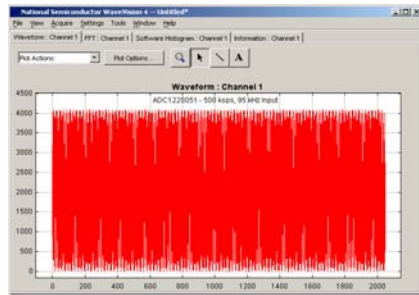 National Semiconductor WaveVision 4 -- Untitled*
File View Acquire Settings Tools Window Help
Waveform : Channel 1 FFT : Channel 1 Software Histogram : Channel 1 Information : Channel 1
Plot Actions Plot Options... A
Waveform : Channel 1
ADC122S051 - 500 ksps, 95 kHz Input
4500
4000
3500
3000
2500
2000
1500
1000
500
0
0 200 400 600 800 1000 1200 1400 1600 1800 2000